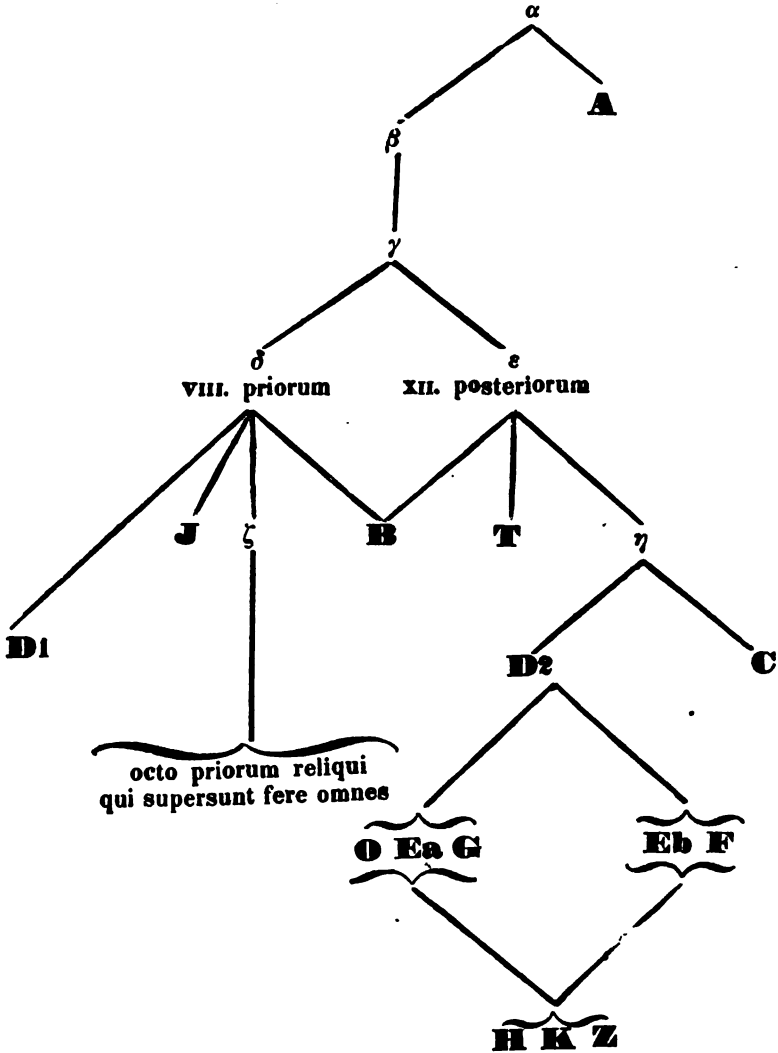 α
A
β
γ
δ ε
VIII. priorum XII. posteriorum
J ζ B T η
D1
D2 C
octo priorum reliqui
qui supersunt fere omnes
O Ea G Eb F
H K Z